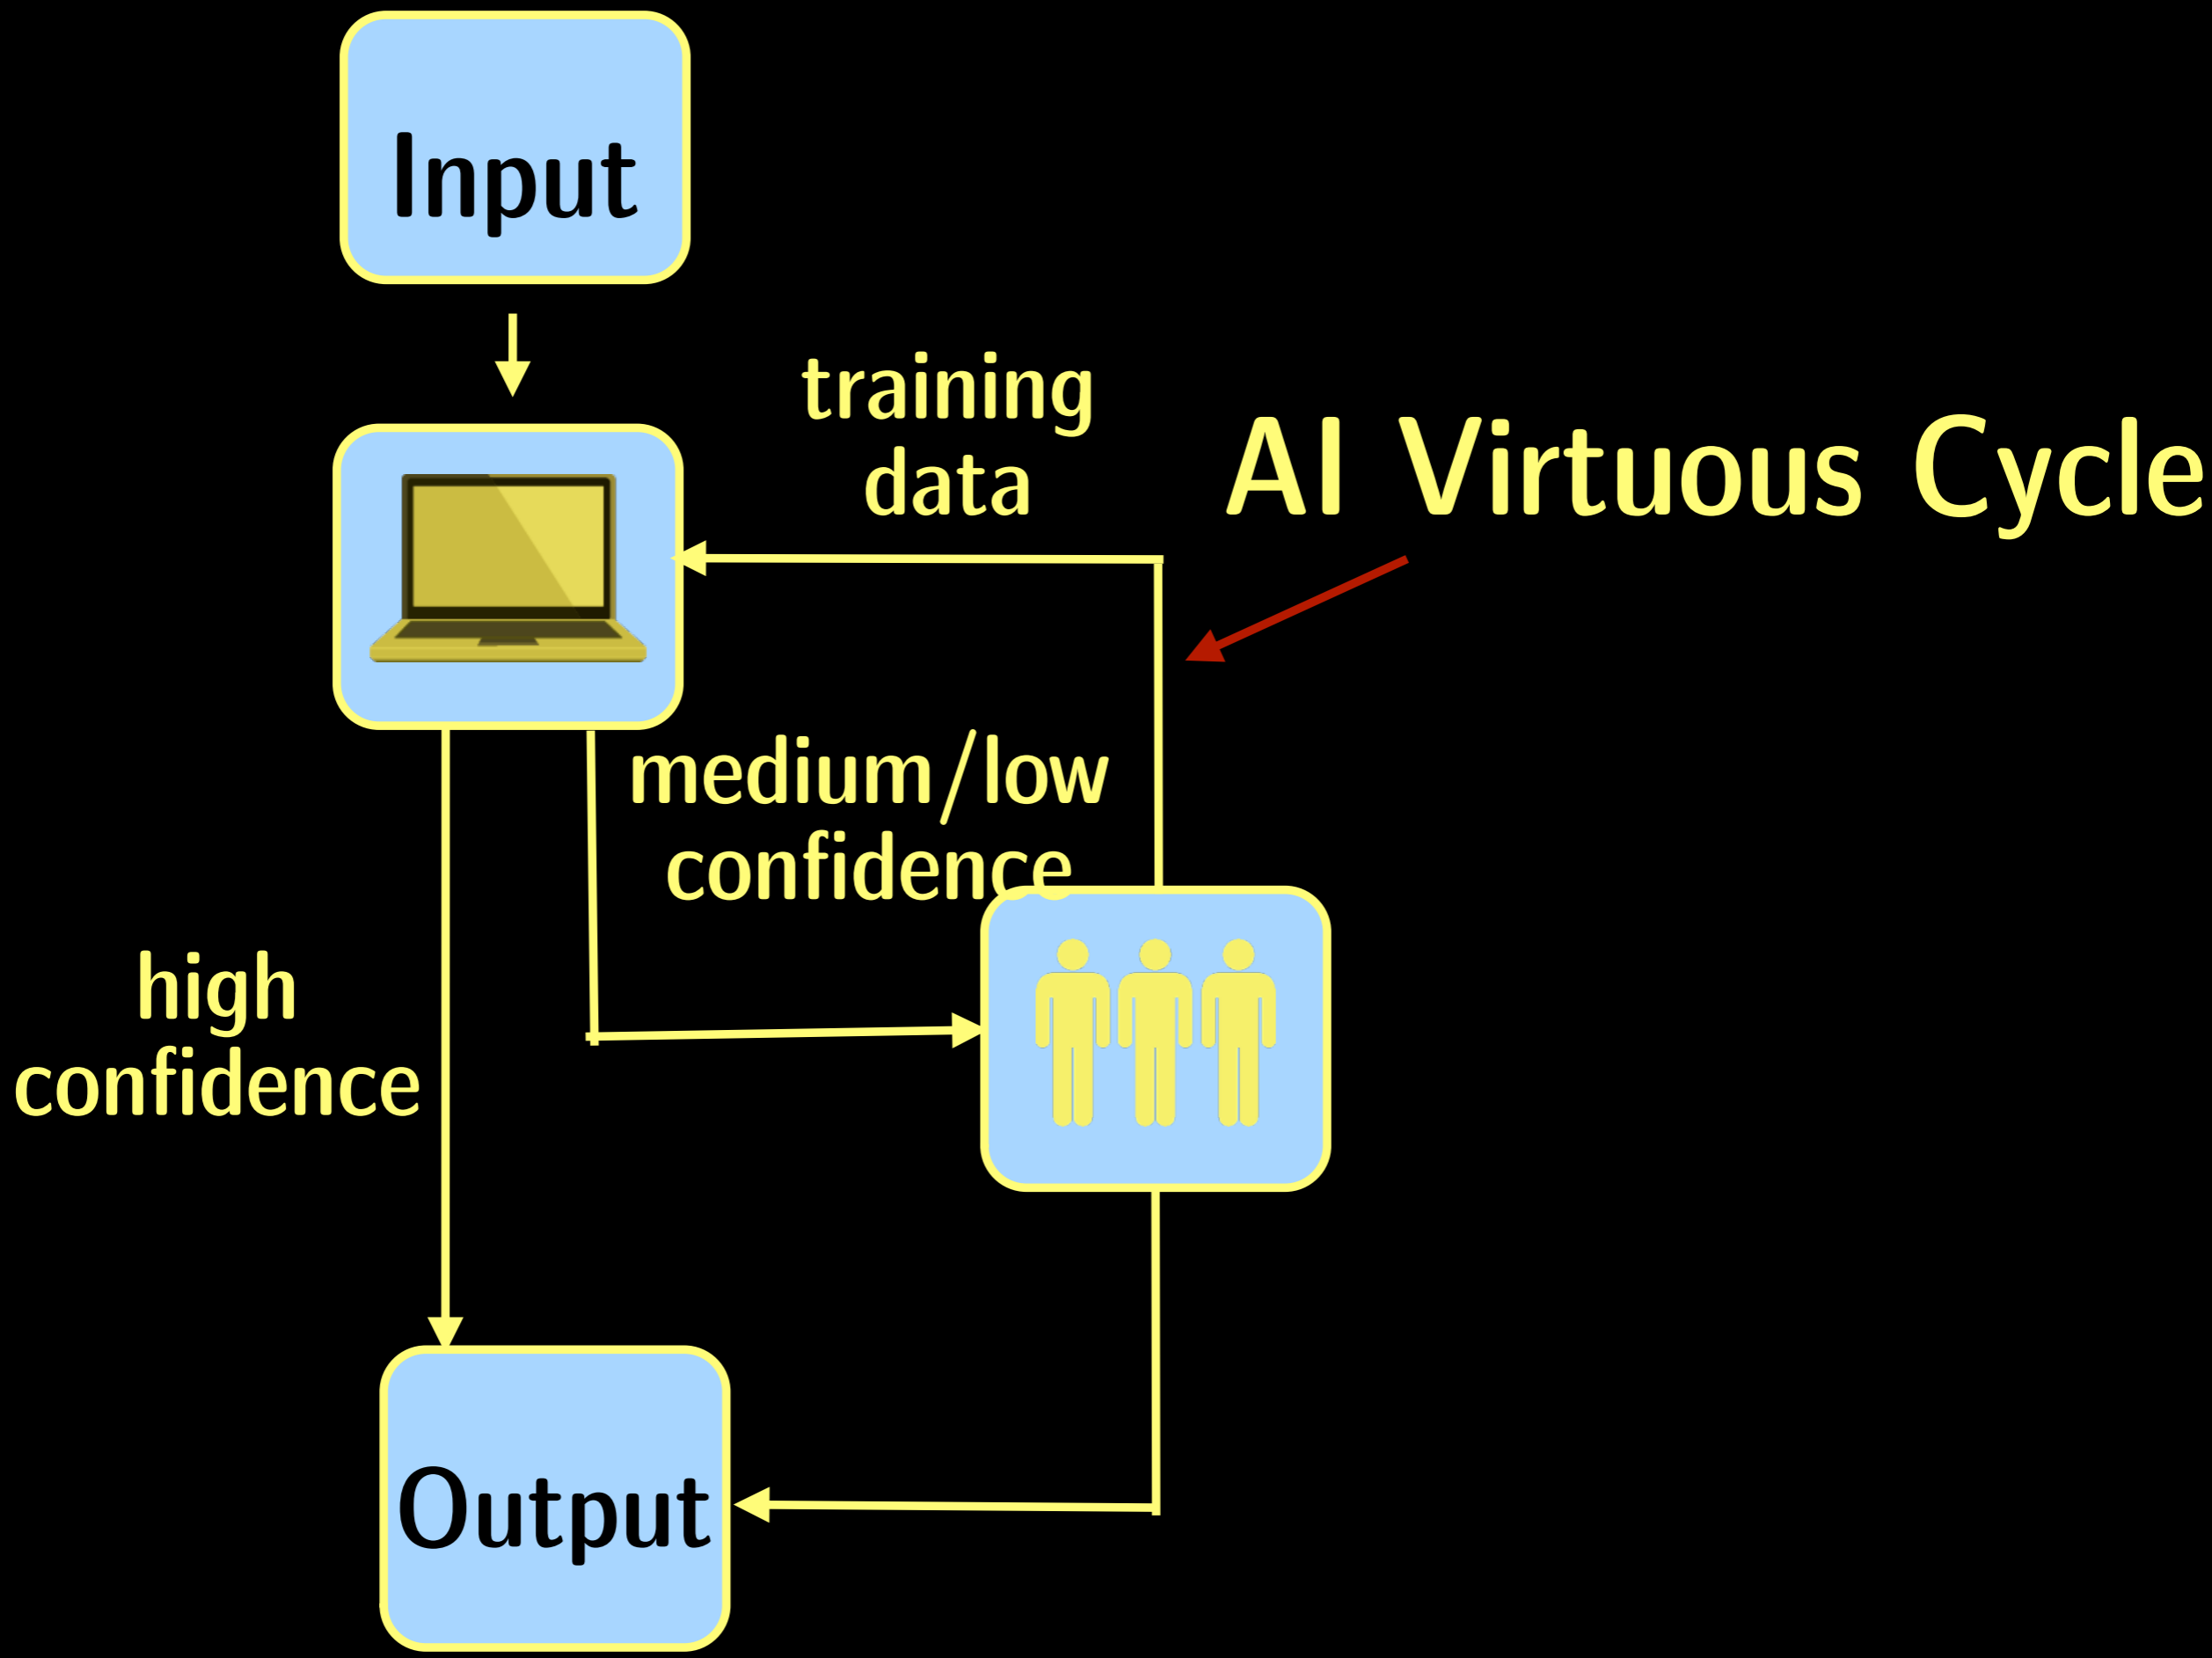 Input
training
data
AI Virtuous Cycle
medium/low
confidence
high
confidence
Output